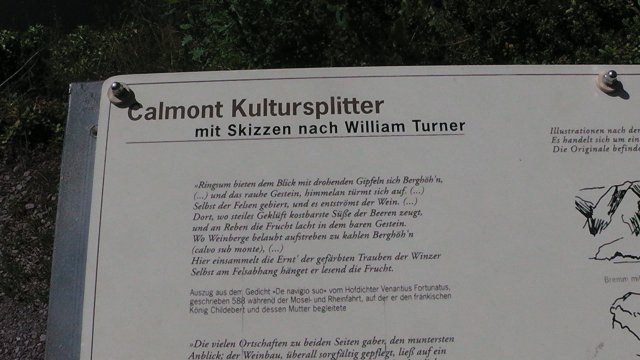 Calmont Kultursplitter
mit Skizzen nach William Turner
»Ringsum bieten dem Blick mit drohenden Gipfeln sich Berghöh'n,
(...) und das rauhe Gestein, himmelan türmt sich auf. (...)
Selbst der Felsen gebiert, und es entströmt der Wein. (...)
Dort, wo steiles Geklüft kostbarste Süße der Beeren zeugt,
und an Reben die Frucht lacht in dem baren Gestein.
Wo Weinberge belaubt aufstreben zu kahlen Berghöh'n
(calvo sub monte), (...)
Hier einsammelt die Ernt' der gefärbten Trauben der Winzer
Selbst am Felsabhang hänget er lesend die Frucht.
Auszug aus dem Gedicht »De navigio suo« vom Hofdichter Venantius Fortunatus,
geschrieben 588 während der Mosel- und Rheinfahrt, auf der er den fränkischen
König Childebert und dessen Mutter begleitete
»Die vielen Ortschaften zu beiden Seiten gaben den muntersten
Anblick; der Weinbau, überall sorgfältig gepflegt, ließ auf ein
Illustrationen nach de
Es handelt sich um ein
Die Originale befinde
Bremm mi